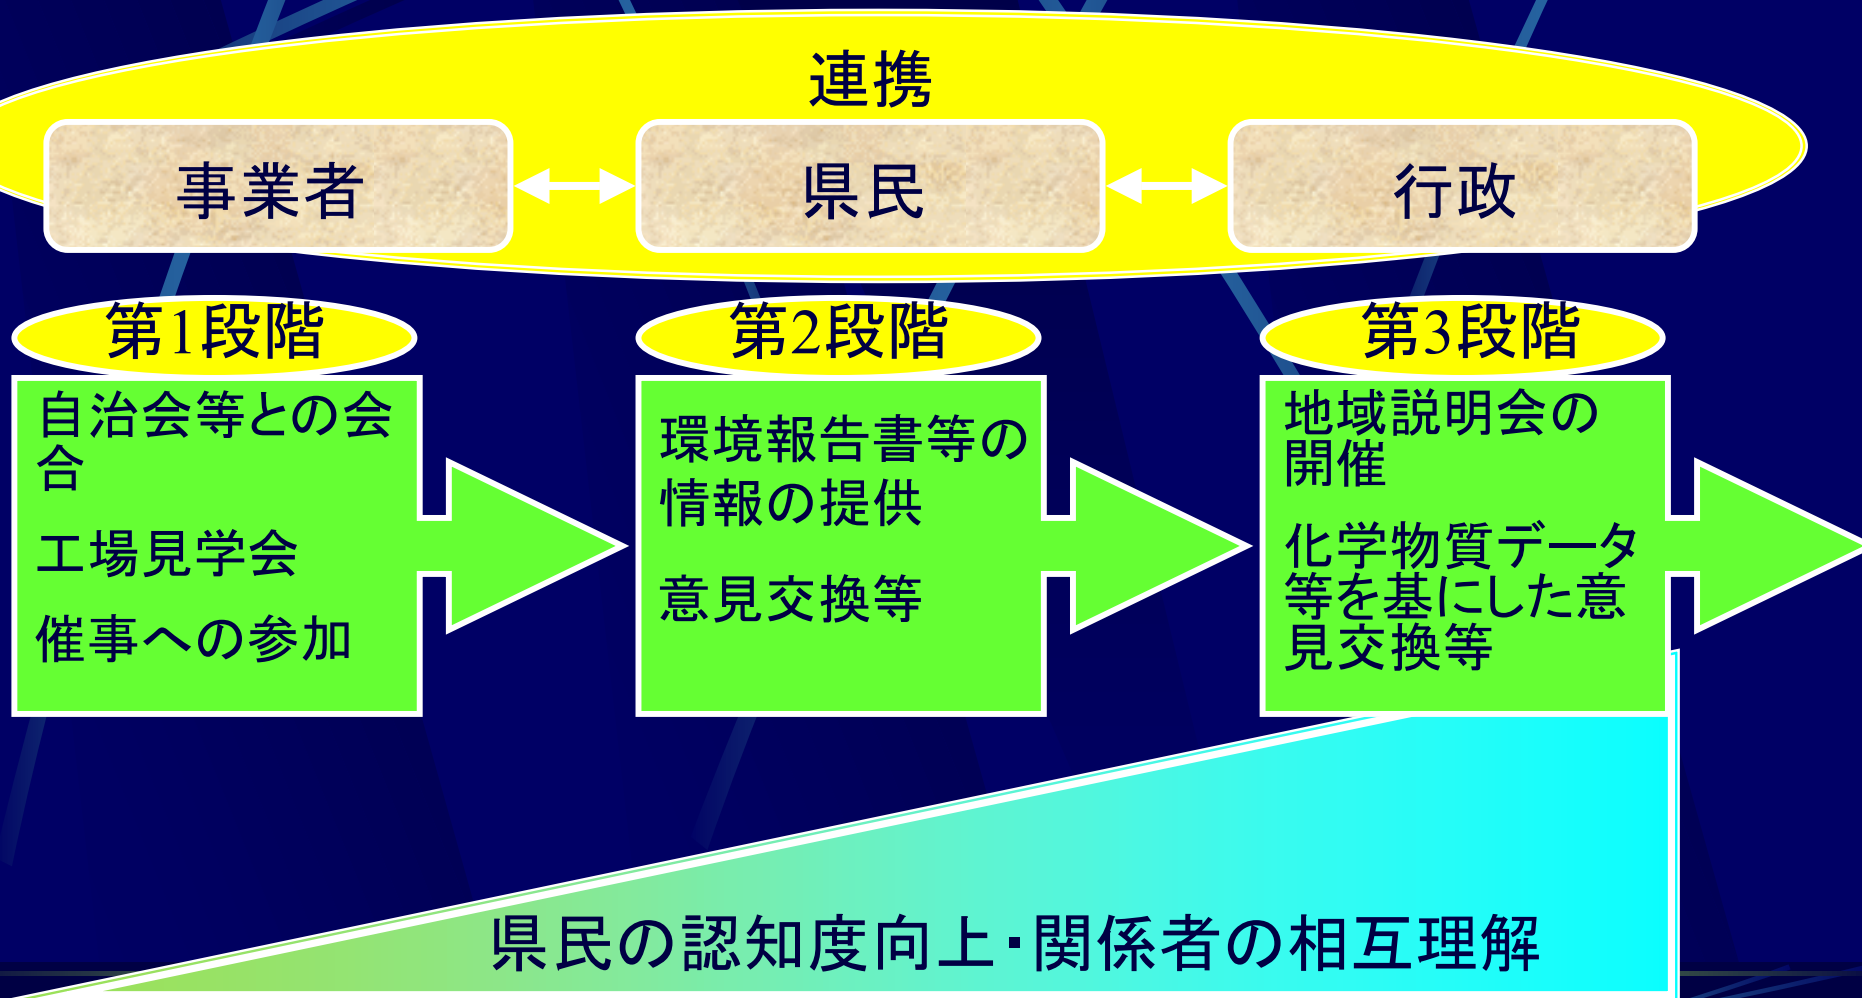 連携
事業者
県民
行政
第1段階
自治会等との会
合
工場見学会
催事への参加
第2段階
環境報告書等の
情報の提供
意見交換等
第3段階
地域説明会の
開催
化学物質データ
等を基にした意
見交換等
県民の認知度向上・関係者の相互理解